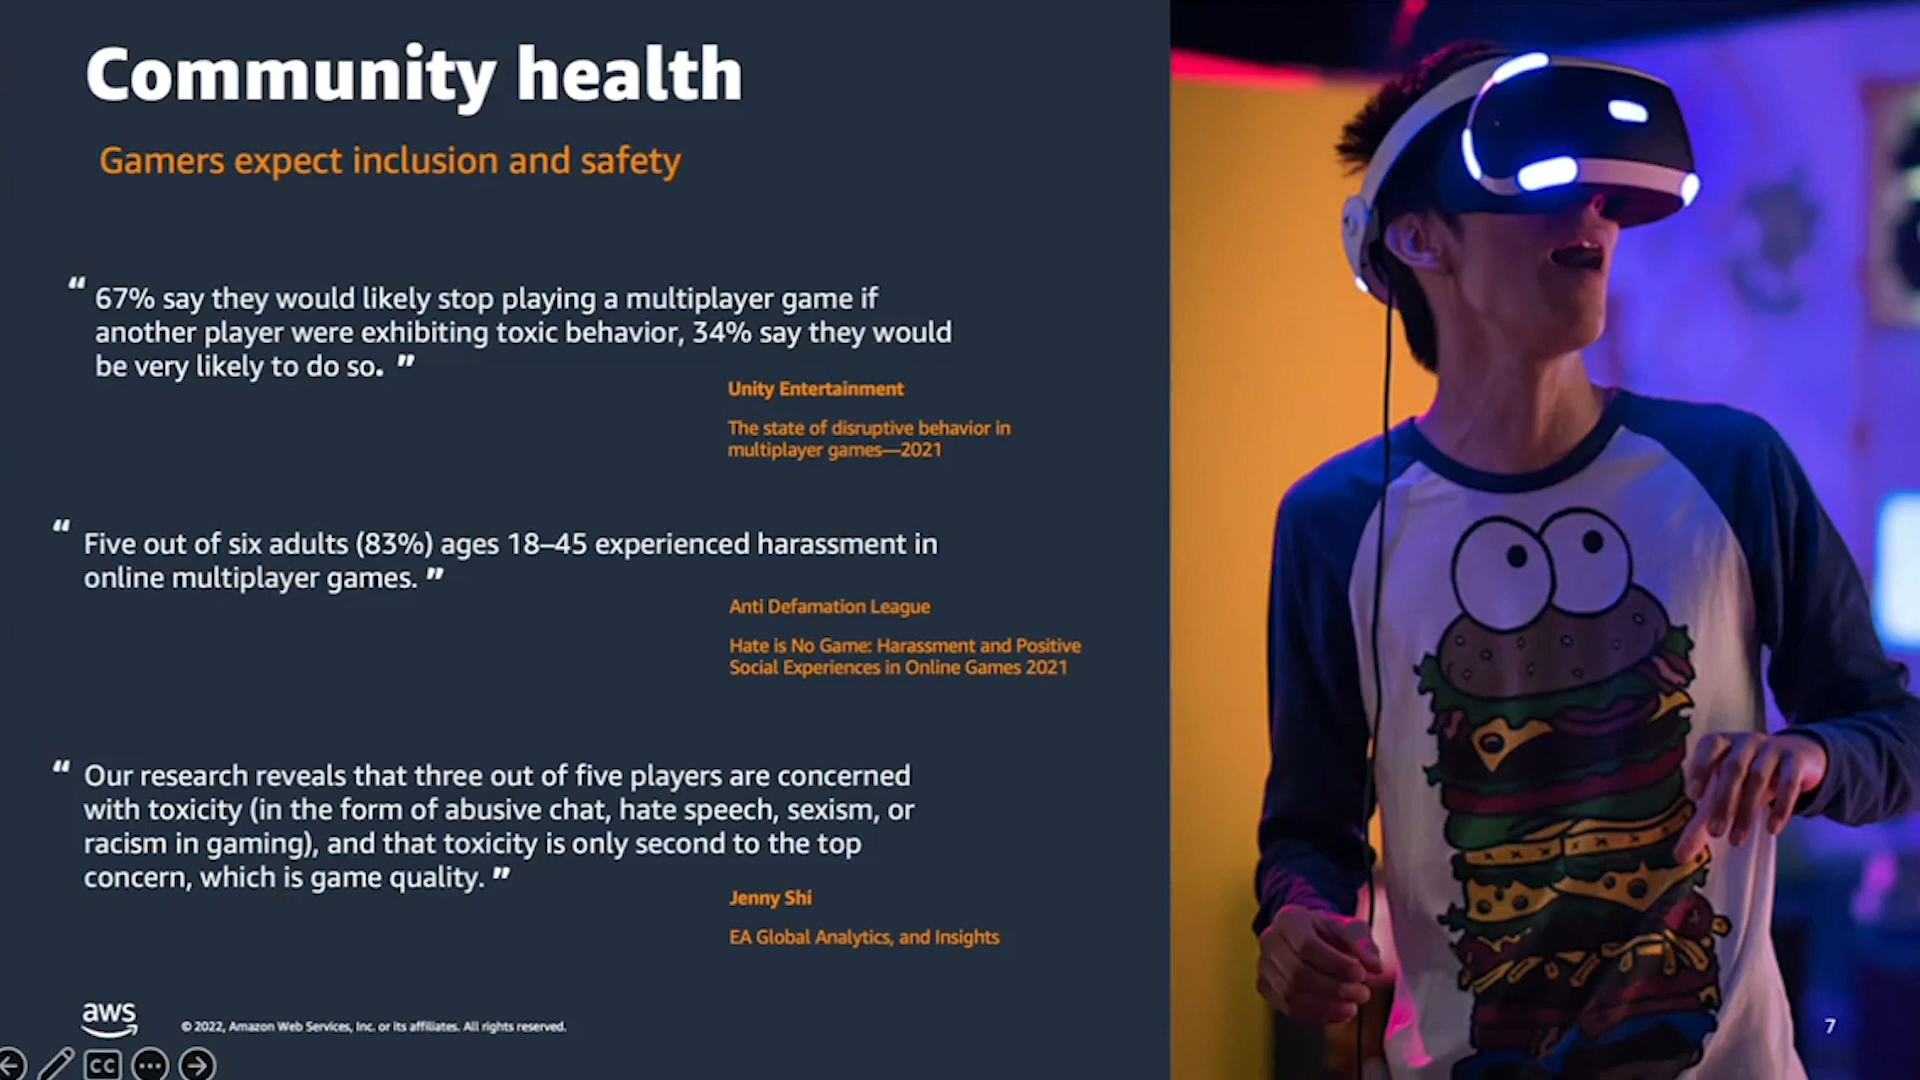 Community health
Gamers expect inclusion and safety
“ 67% say they would likely stop playing a multiplayer game if
another player were exhibiting toxic behavior, 34% say they would
be very likely to do so. ”
Unity Entertainment
The state of disruptive behavior in
multiplayer games—2021
“ Five out of six adults (83%) ages 18–45 experienced harassment in
online multiplayer games. ”
Anti Defamation League
Hate is No Game: Harassment and Positive
Social Experiences in Online Games 2021
“ Our research reveals that three out of five players are concerned
with toxicity (in the form of abusive chat, hate speech, sexism, or
racism in gaming), and that toxicity is only second to the top
concern, which is game quality. ”
Jenny Shi
EA Global Analytics, and Insights
aws
© 2022, Amazon Web Services, Inc. or its affiliates. All rights reserved.
7
CC